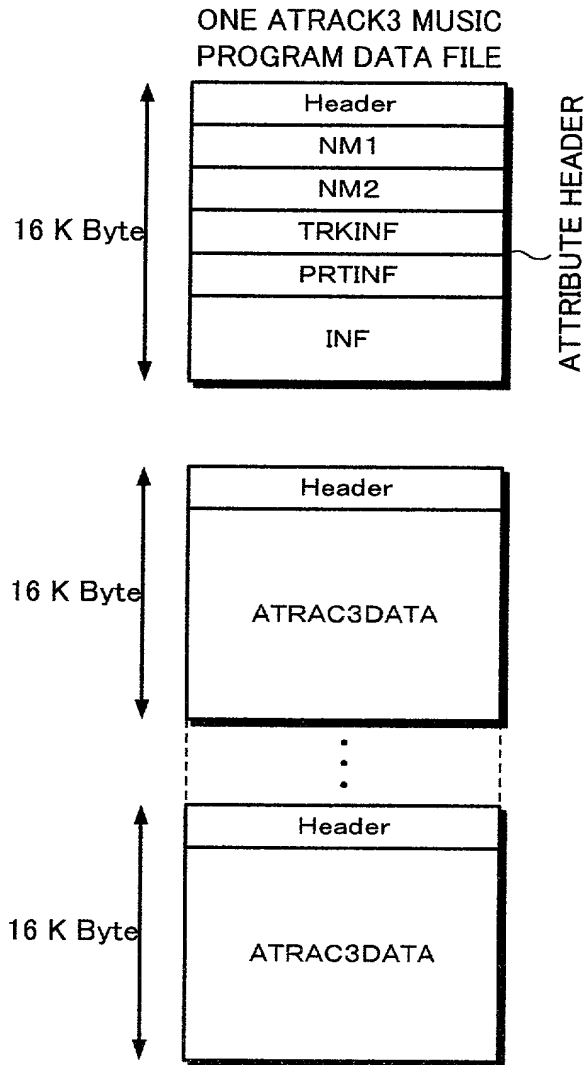 ONE ATRACK3 MUSIC
PROGRAM DATA FILE
Header
NM1
NM2
TRKINF
PRTINF
INF
16 K Byte
ATTRIBUTE HEADER
Header
ATRAC3DATA
16 K Byte
Header
ATRAC3DATA
16 K Byte